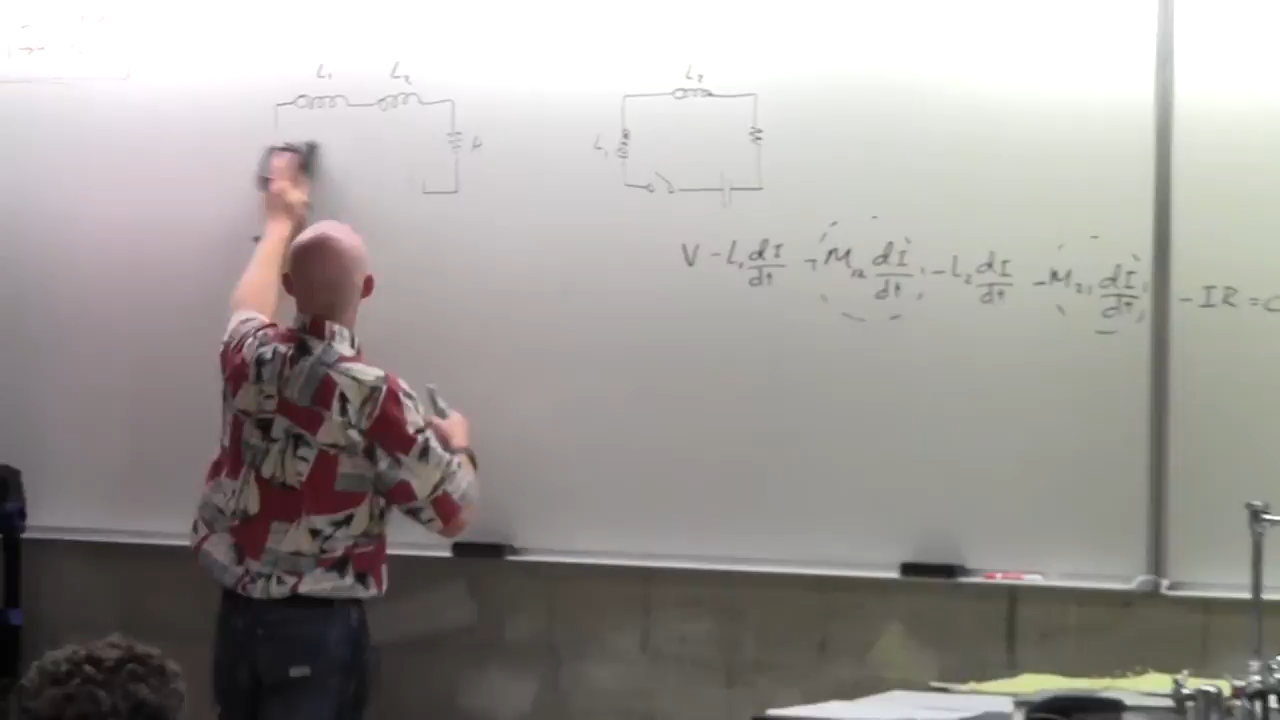 L₁ L₂
R
L₂
L₁
V - L₁ dI/dt - M₁₂ dI/dt - L₂ dI/dt - M₂₁ dI/dt - IR = 0